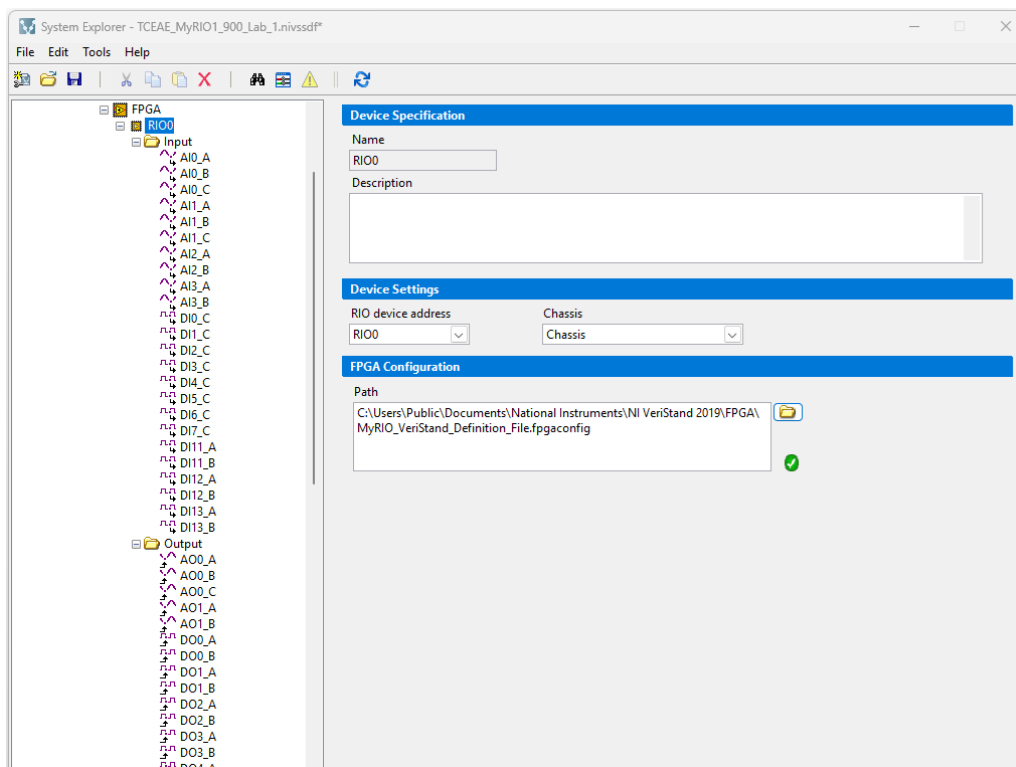 System Explorer - TCEAE_MyRIO1_900_Lab_1.nivssdf*
File Edit Tools Help
FPGA
RIO0
Input
AI0_A
AI0_B
AI0_C
AI1_A
AI1_B
AI1_C
AI2_A
AI2_B
AI3_A
AI3_B
DI0_C
DI1_C
DI2_C
DI3_C
DI4_C
DI5_C
DI6_C
DI7_C
DI11_A
DI11_B
DI12_A
DI12_B
DI13_A
DI13_B
Output
AO0_A
AO0_B
AO0_C
AO1_A
AO1_B
DO0_A
DO0_B
DO1_A
DO1_B
DO2_A
DO2_B
DO3_A
DO3_B
DO4_A
Device Specification
Name
RIO0
Description
Device Settings
RIO device address Chassis
RIO0 Chassis
FPGA Configuration
Path
C:\Users\Public\Documents\National Instruments\NI VeriStand 2019\FPGA\
MyRIO_VeriStand_Definition_File.fpgaconfig